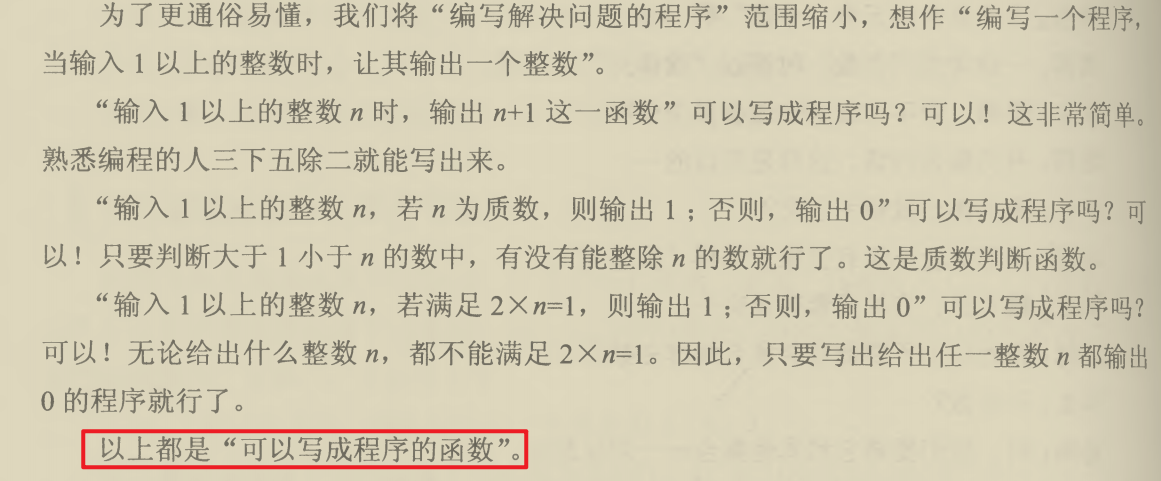 为了更通俗易懂，我们将“编写解决问题的程序”范围缩小，想作“编写一个程序，
当输入 1 以上的整数时，让其输出一个整数”。
“输入 1 以上的整数 n 时，输出 n+1 这一函数”可以写成程序吗？可以！这非常简单。
熟悉编程的人三下五除二就能写出来。
“输入 1 以上的整数 n，若 n 为质数，则输出 1；否则，输出 0”可以写成程序吗？可
以！只要判断大于 1 小于 n 的数中，有没有能整除 n 的数就行了。这是质数判断函数。
“输入 1 以上的整数 n，若满足 2×n=1，则输出 1；否则，输出 0”可以写成程序吗？
可以！无论给出什么整数 n，都不能满足 2×n=1。因此，只要写出给出任一整数 n 都输出
0 的程序就行了。
以上都是“可以写成程序的函数”。